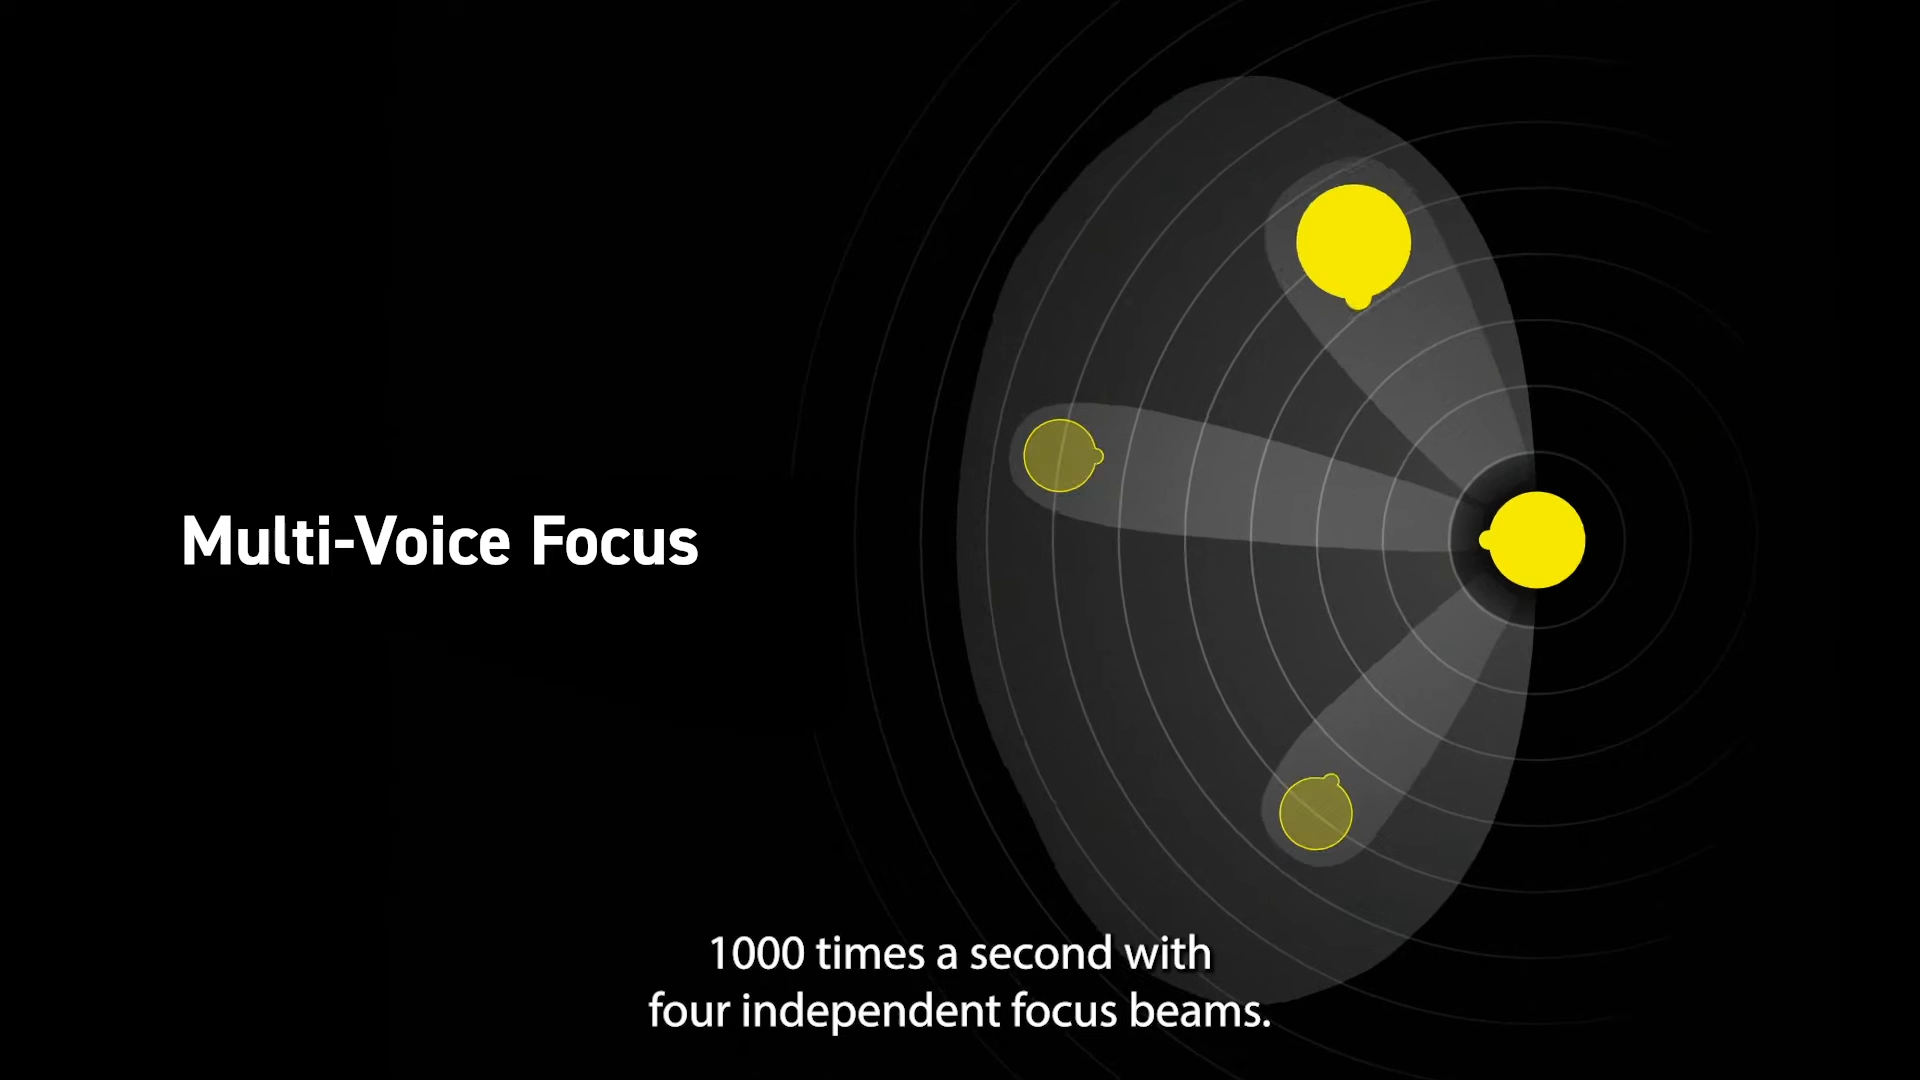 Multi-Voice Focus
1000 times a second with
four independent focus beams.